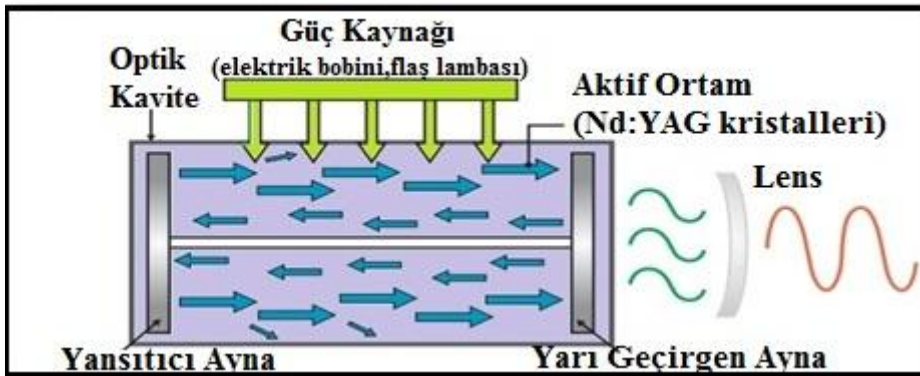 Güç Kaynağı
(elektrik bobini,flaş lambası)
Optik
Kavite
Aktif Ortam
(Nd:YAG kristalleri)
Lens
Yansıtıcı Ayna
Yarı Geçirgen Ayna